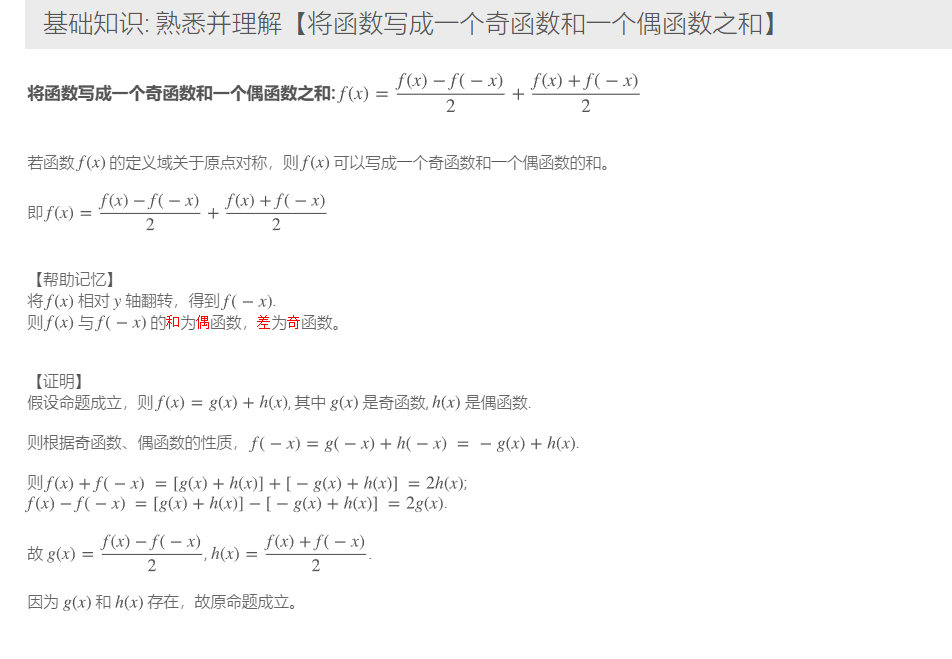 基础知识: 熟悉并理解【将函数写成一个奇函数和一个偶函数之和】
将函数写成一个奇函数和一个偶函数之和: f(x) = \frac{f(x) − f( − x)}{2} + \frac{f(x) + f( − x)}{2}
若函数 f(x) 的定义域关于原点对称，则 f(x) 可以写成一个奇函数和一个偶函数的和。
即 f(x) = \frac{f(x) − f( − x)}{2} + \frac{f(x) + f( − x)}{2}
【帮助记忆】
将 f(x) 相对 y 轴翻转，得到 f( − x).
则 f(x) 与 f( − x) 的和为偶函数，差为奇函数。
【证明】
假设命题成立，则 f(x) = g(x) + h(x), 其中 g(x) 是奇函数, h(x) 是偶函数.
则根据奇函数、偶函数的性质，f( − x) = g( − x) + h( − x) = − g(x) + h(x).
则 f(x) + f( − x) = [g(x) + h(x)] + [ − g(x) + h(x)] = 2h(x);
f(x) − f( − x) = [g(x) + h(x)] − [ − g(x) + h(x)] = 2g(x).
故 g(x) = \frac{f(x) − f( − x)}{2}, h(x) = \frac{f(x) + f( − x)}{2}.
因为 g(x) 和 h(x) 存在，故原命题成立。